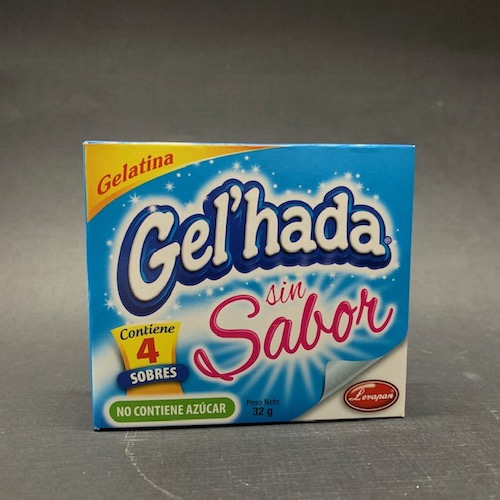 Gelatina
Gel'hada®
sin
Sabor
Contiene
4
SOBRES
NO CONTIENE AZÚCAR
Peso Neto
32 g
Levapan